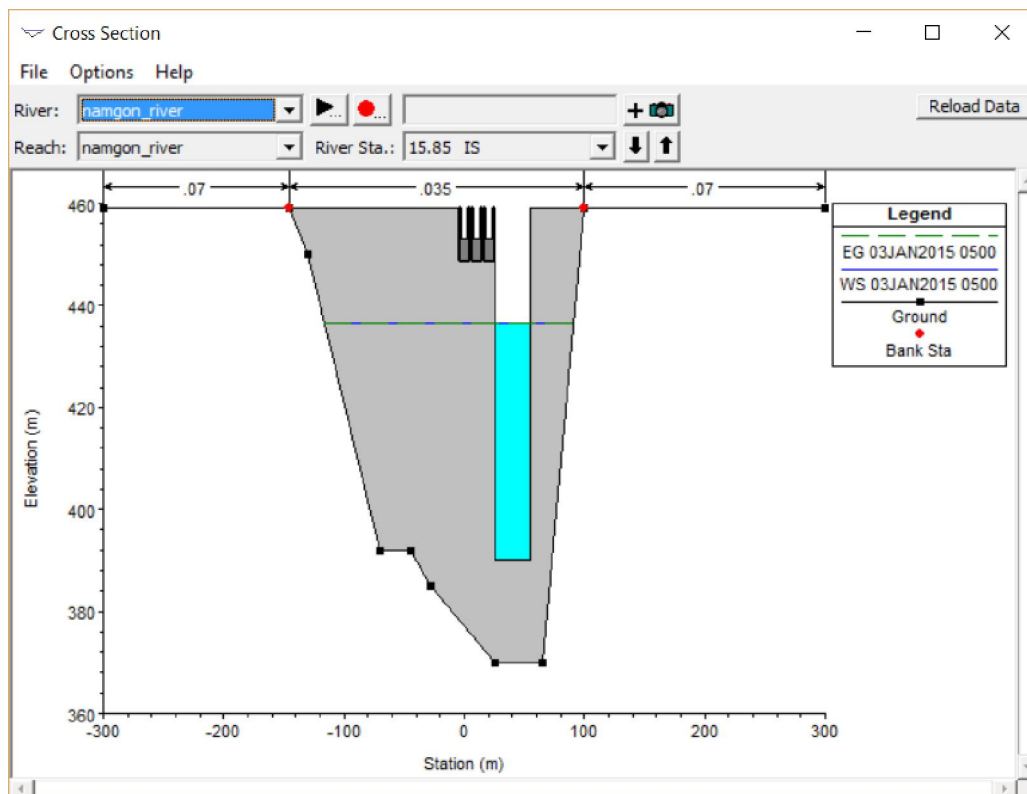 Cross Section
File Options Help
River: namgon_river Reload Data
Reach: namgon_river River Sta.: 15.85 IS
.07 .035 .07
Legend
EG 03JAN2015 0500
WS 03JAN2015 0500
Ground
Bank Sta
460
440
420
400
380
360
Elevation (m)
-300 -200 -100 0 100 200 300
Station (m)